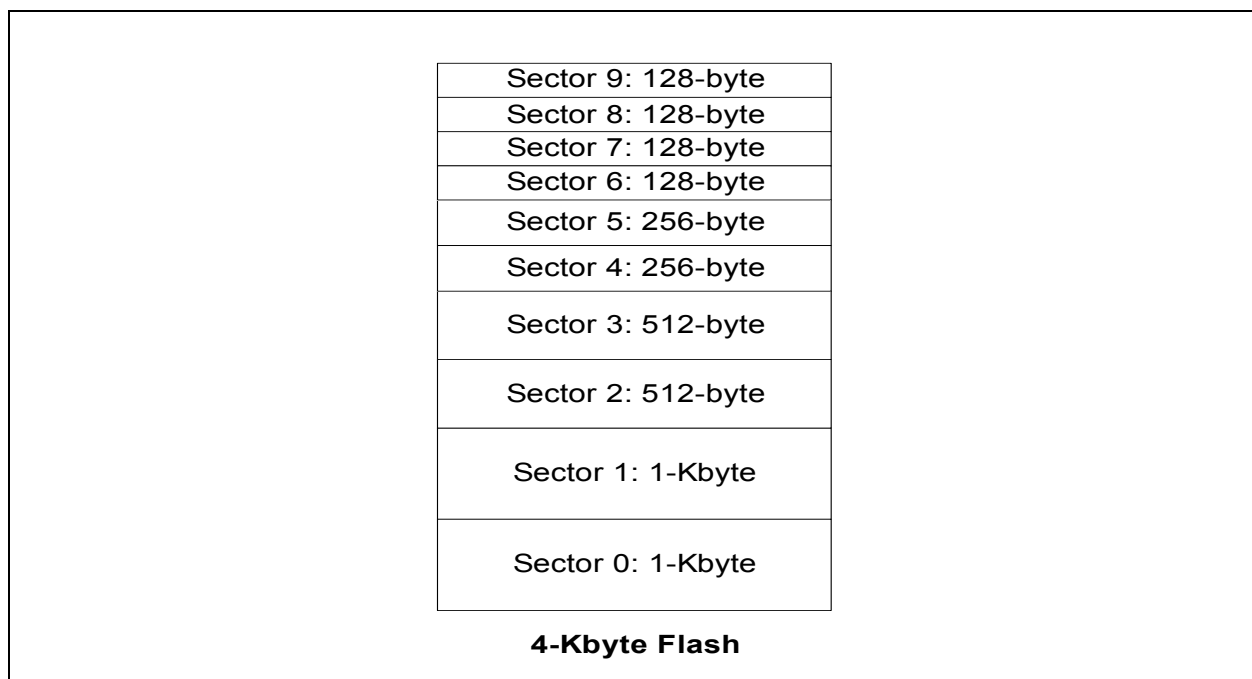 Sector 9: 128-byte
Sector 8: 128-byte
Sector 7: 128-byte
Sector 6: 128-byte
Sector 5: 256-byte
Sector 4: 256-byte
Sector 3: 512-byte
Sector 2: 512-byte
Sector 1: 1-Kbyte
Sector 0: 1-Kbyte
4-Kbyte Flash